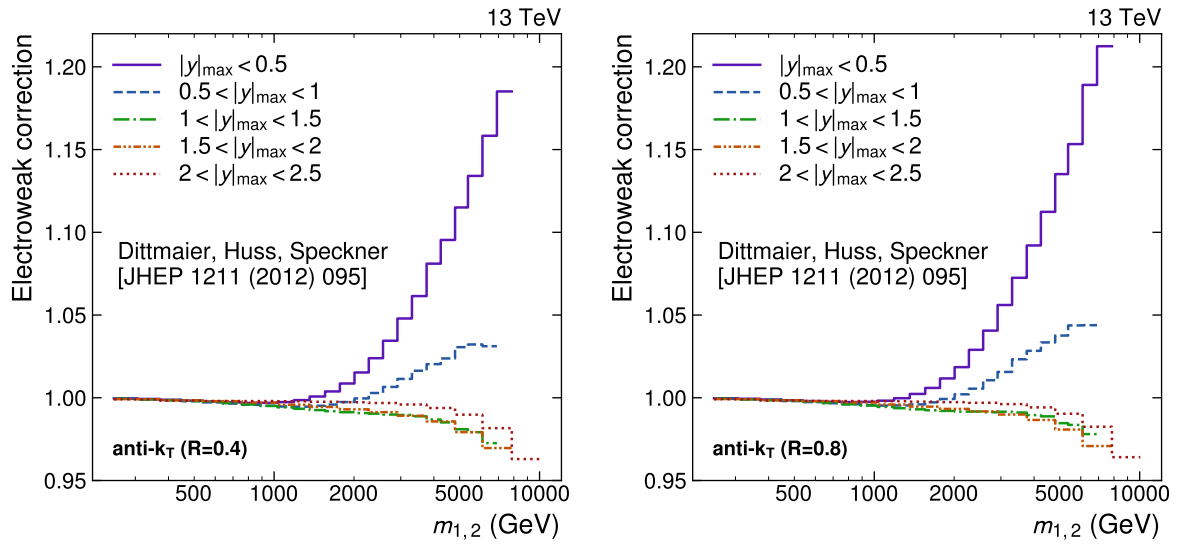 13 TeV
Electroweak correction
1.20
1.15
1.10
1.05
1.00
0.95
|y|max < 0.5
0.5 < |y|max < 1
1 < |y|max < 1.5
1.5 < |y|max < 2
2 < |y|max < 2.5
Dittmaier, Huss, Speckner
[JHEP 1211 (2012) 095]
anti-kT (R=0.4)
500 1000 2000 5000 10000
m1, 2 (GeV)
13 TeV
Electroweak correction
1.20
1.15
1.10
1.05
1.00
0.95
|y|max < 0.5
0.5 < |y|max < 1
1 < |y|max < 1.5
1.5 < |y|max < 2
2 < |y|max < 2.5
Dittmaier, Huss, Speckner
[JHEP 1211 (2012) 095]
anti-kT (R=0.8)
500 1000 2000 5000 10000
m1, 2 (GeV)